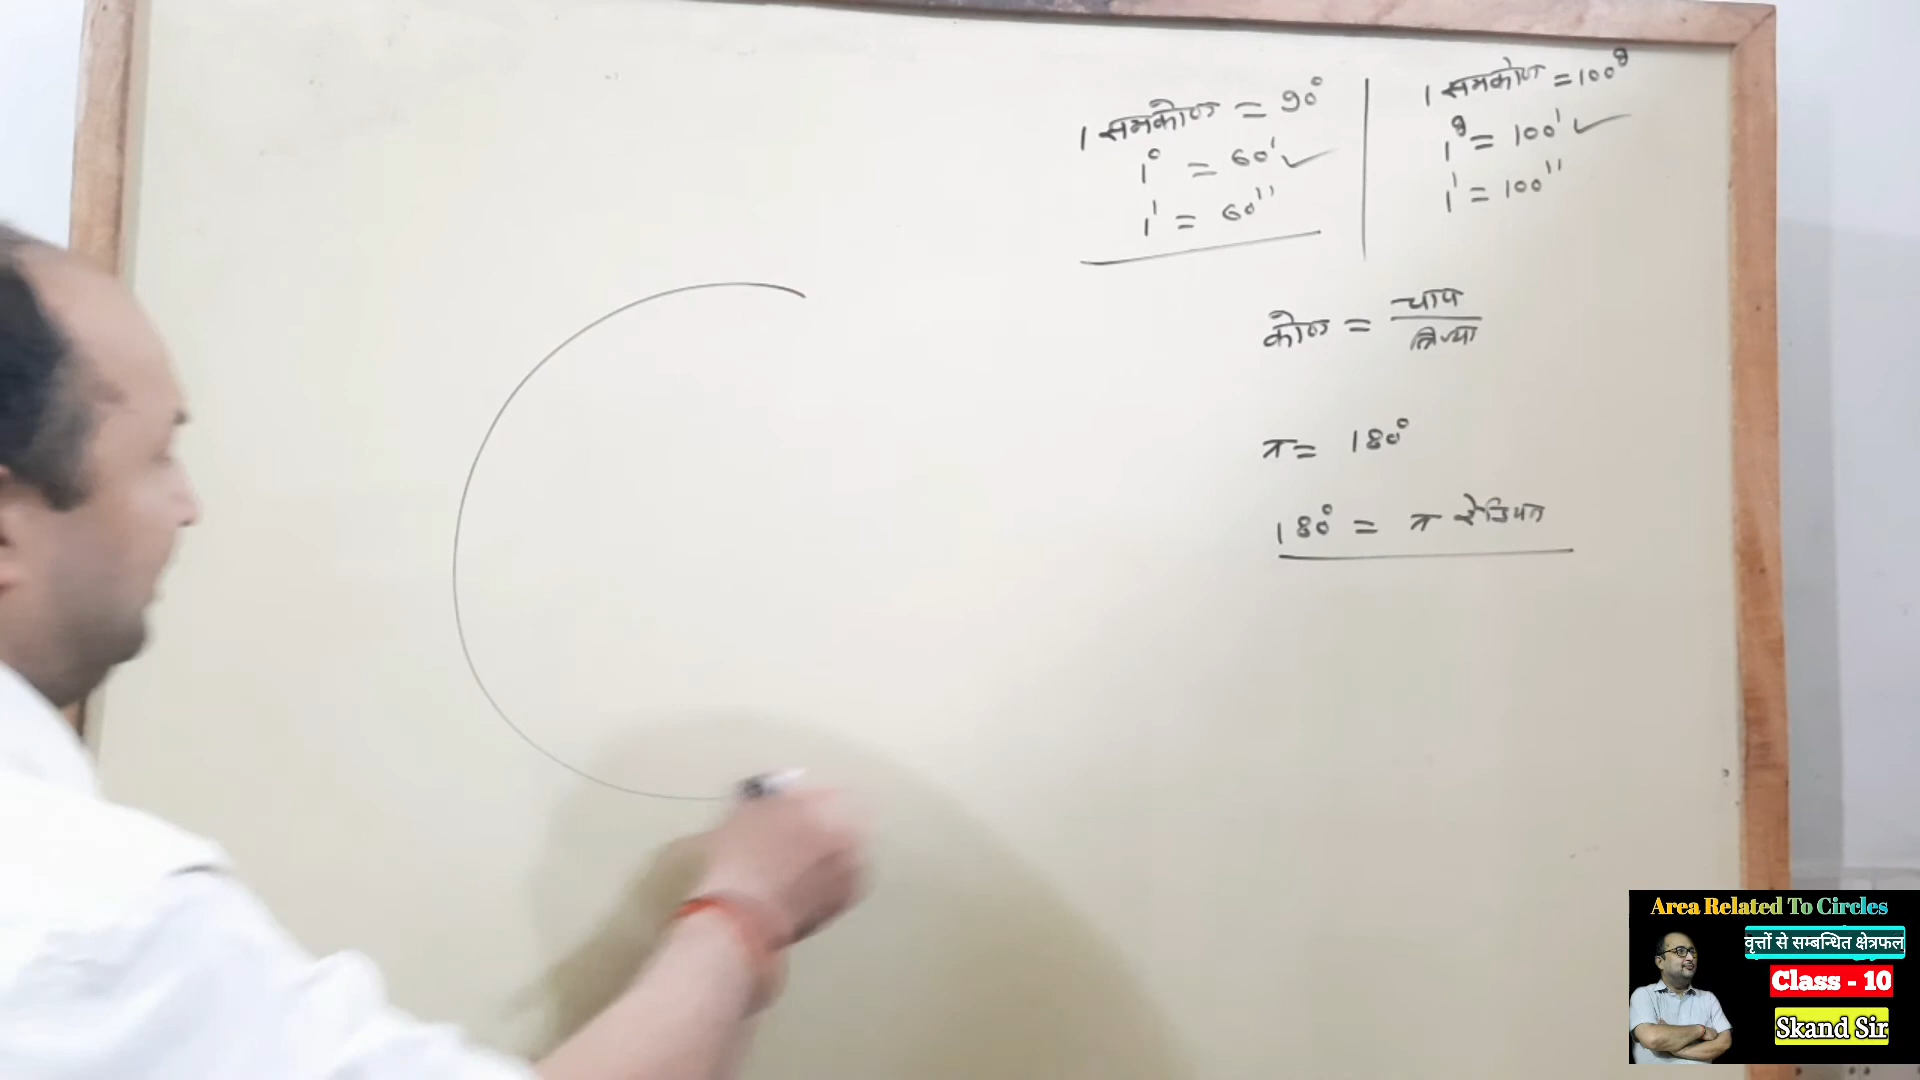 1 समकोण = 90°
1° = 60' ✓
1' = 60''
1 समकोण = 100g
1g = 100' ✓
1' = 100''
कोण = चाप / त्रिज्या
π = 180°
180° = π रेडियन
Area Related To Circles
वृत्तों से सम्बन्धित क्षेत्रफल
Class - 10
Skand Sir